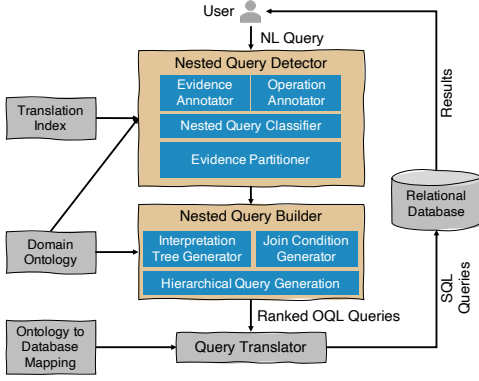 User
NL Query
Nested Query Detector
Evidence
Annotator
Operation
Annotator
Nested Query Classifier
Evidence Partitioner
Translation
Index
Results
Relational
Database
Nested Query Builder
Interpretation
Tree Generator
Join Condition
Generator
Hierarchical Query Generation
Domain
Ontology
SQL
Queries
Ranked OQL Queries
Ontology to
Database
Mapping
Query Translator